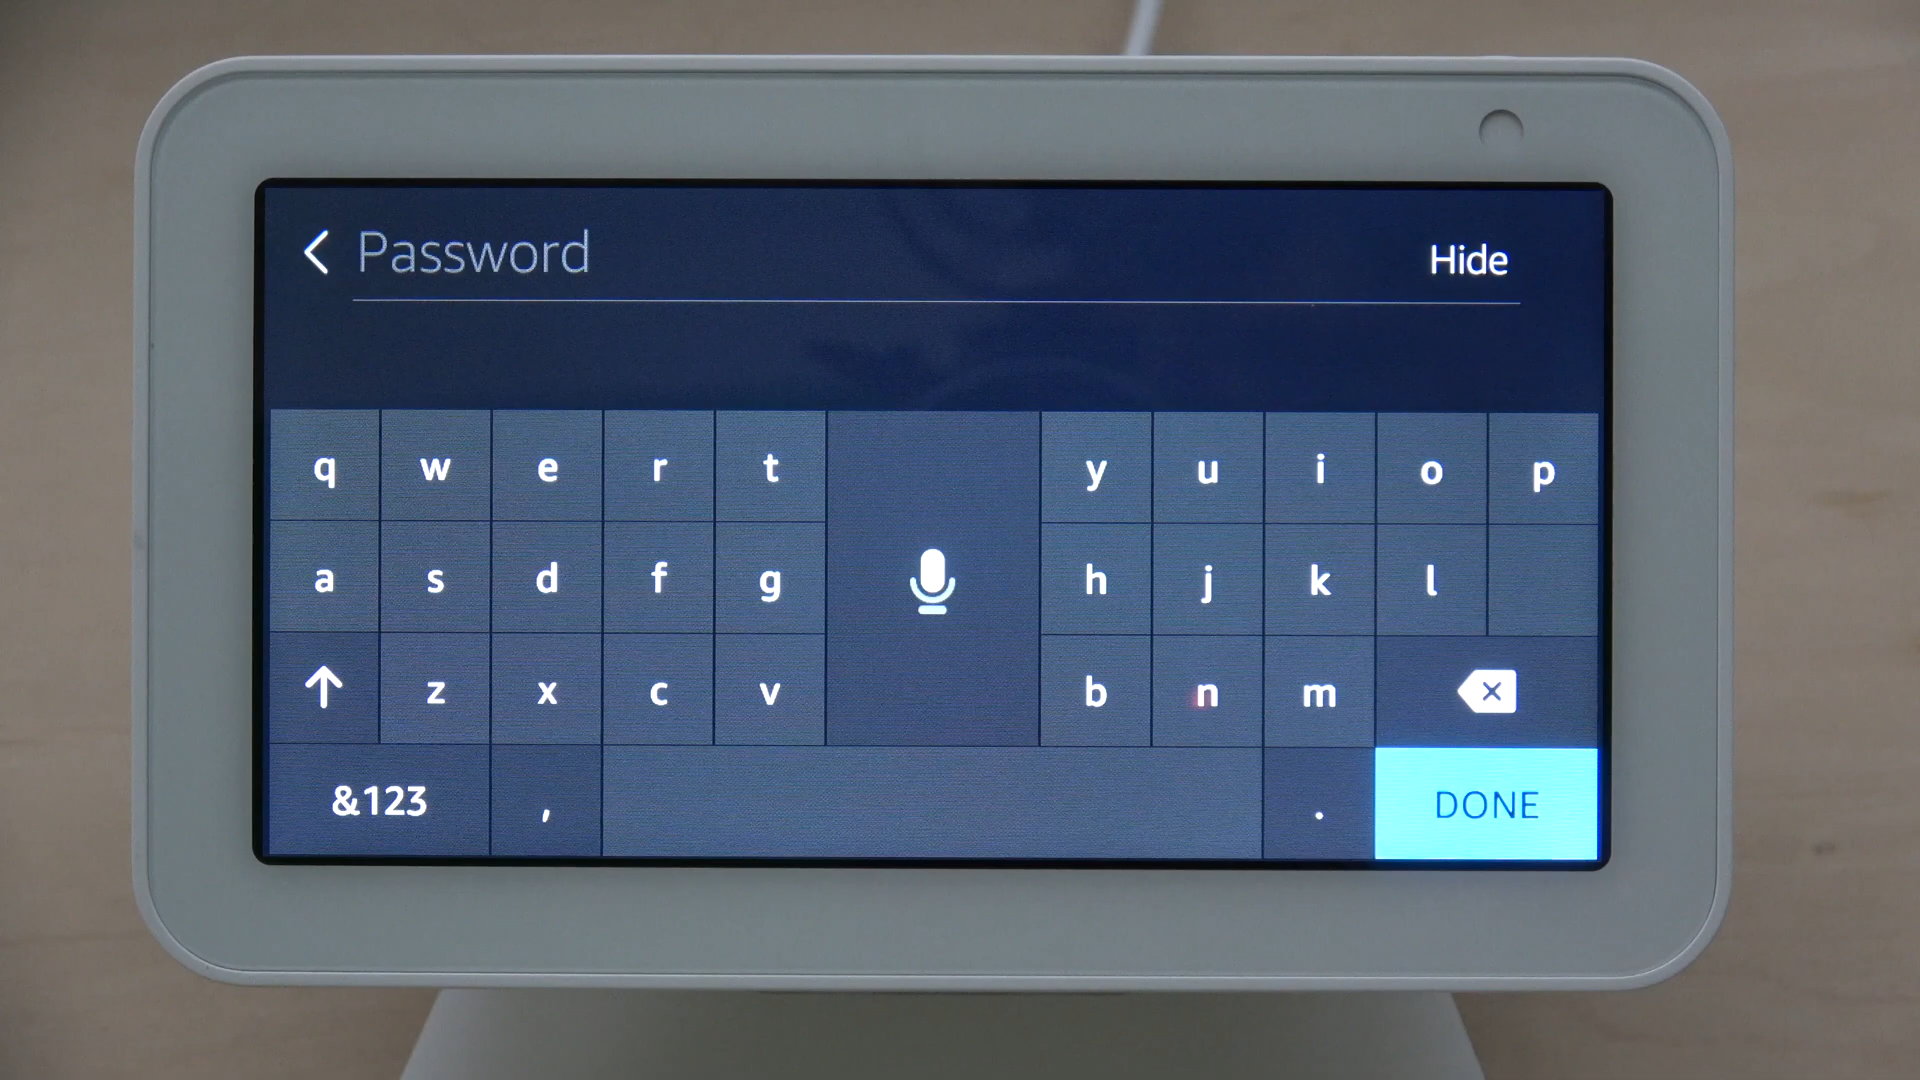 Password Hide
q w e r t y u i o p
a s d f g h j k l
z x c v b n m
&123 , . DONE